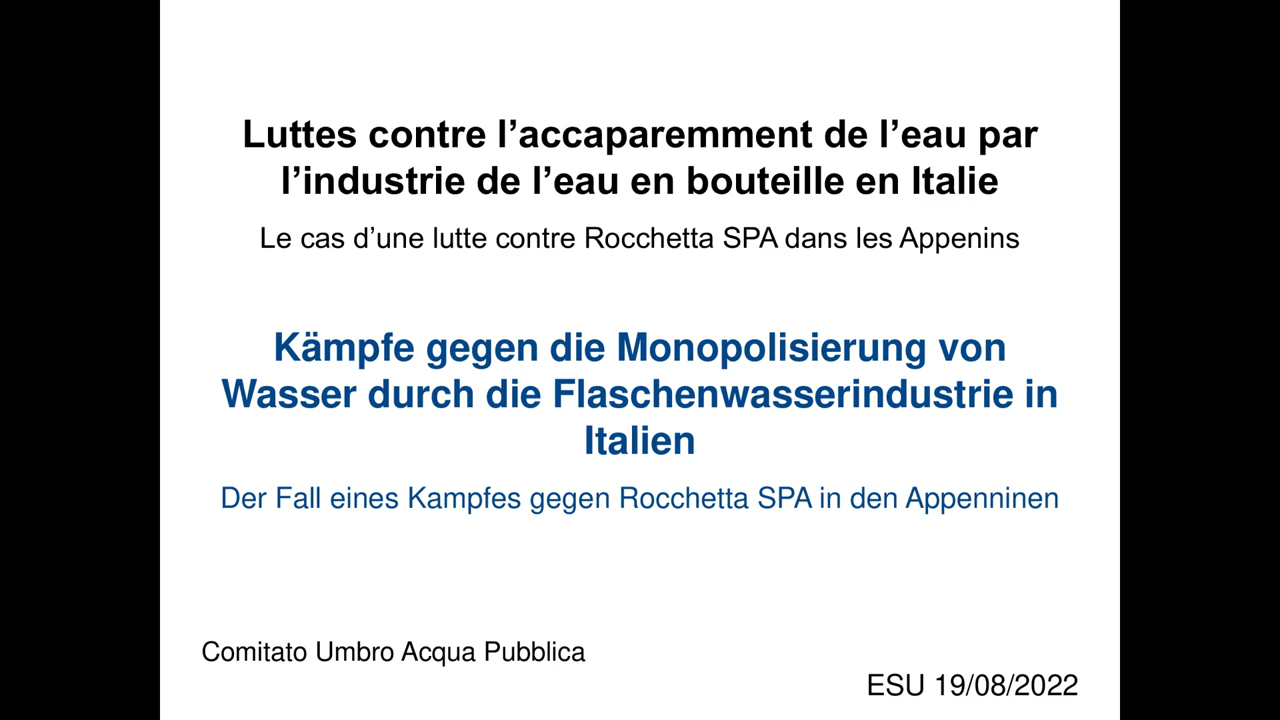 Luttes contre l’accaparemment de l’eau par
l’industrie de l’eau en bouteille en Italie
Le cas d’une lutte contre Rocchetta SPA dans les Appenins
Kämpfe gegen die Monopolisierung von
Wasser durch die Flaschenwasserindustrie in
Italien
Der Fall eines Kampfes gegen Rocchetta SPA in den Appenninen
Comitato Umbro Acqua Pubblica
ESU 19/08/2022